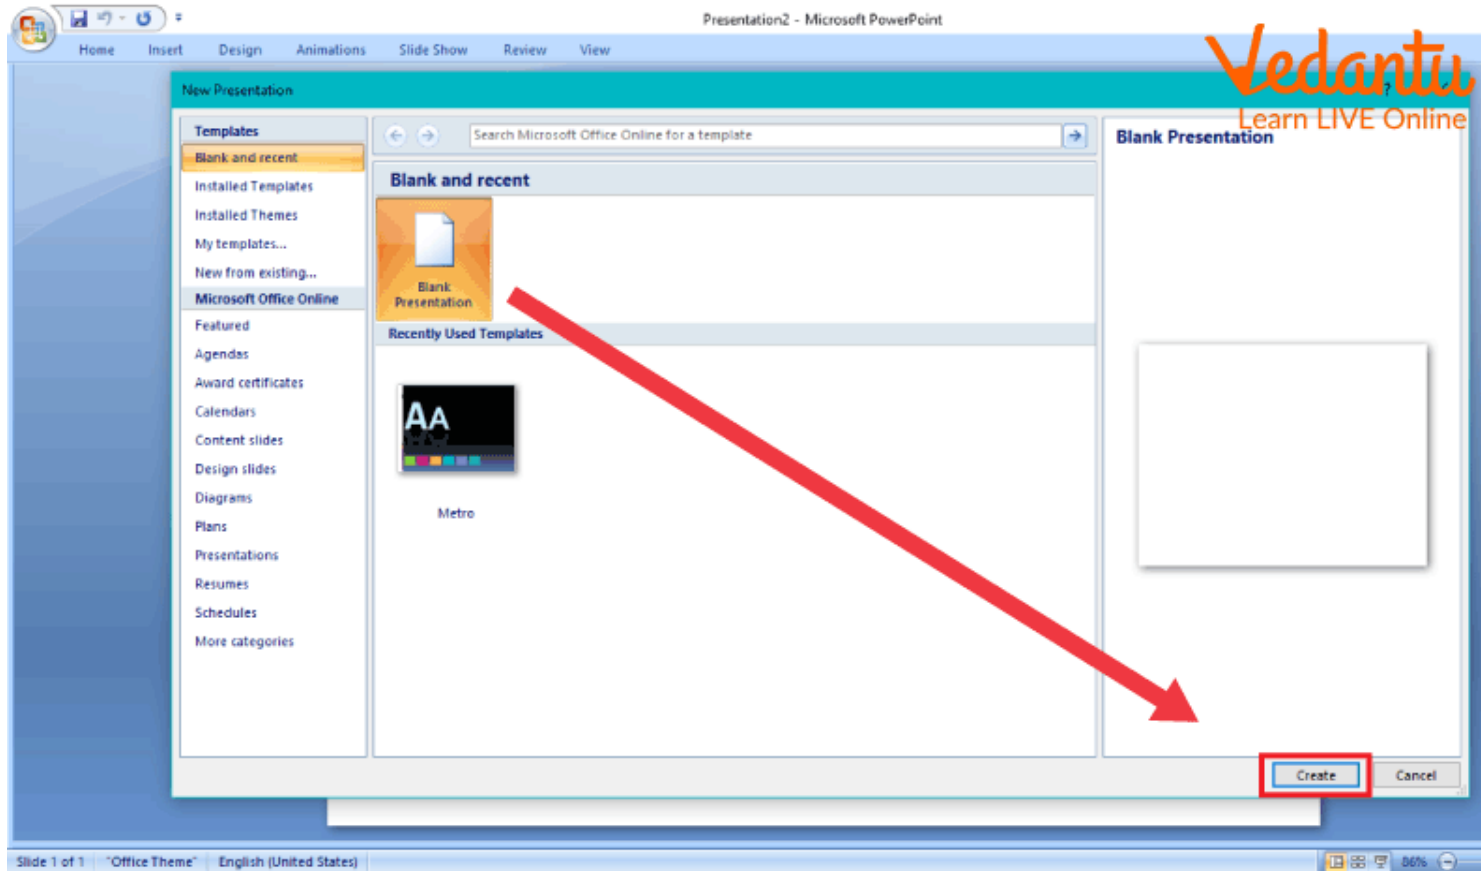 Presentation2 - Microsoft PowerPoint
Home Insert Design Animations Slide Show Review View
Vedantu
Learn LIVE Online
New Presentation
?
Templates
Blank and recent
Installed Templates
Installed Themes
My templates...
New from existing...
Microsoft Office Online
Featured
Agendas
Award certificates
Calendars
Content slides
Design slides
Diagrams
Plans
Presentations
Resumes
Schedules
More categories
Search Microsoft Office Online for a template
Blank and recent
Blank
Presentation
Recently Used Templates
AA
Metro
Blank Presentation
Create Cancel
Slide 1 of 1 "Office Theme" English (United States) 86%